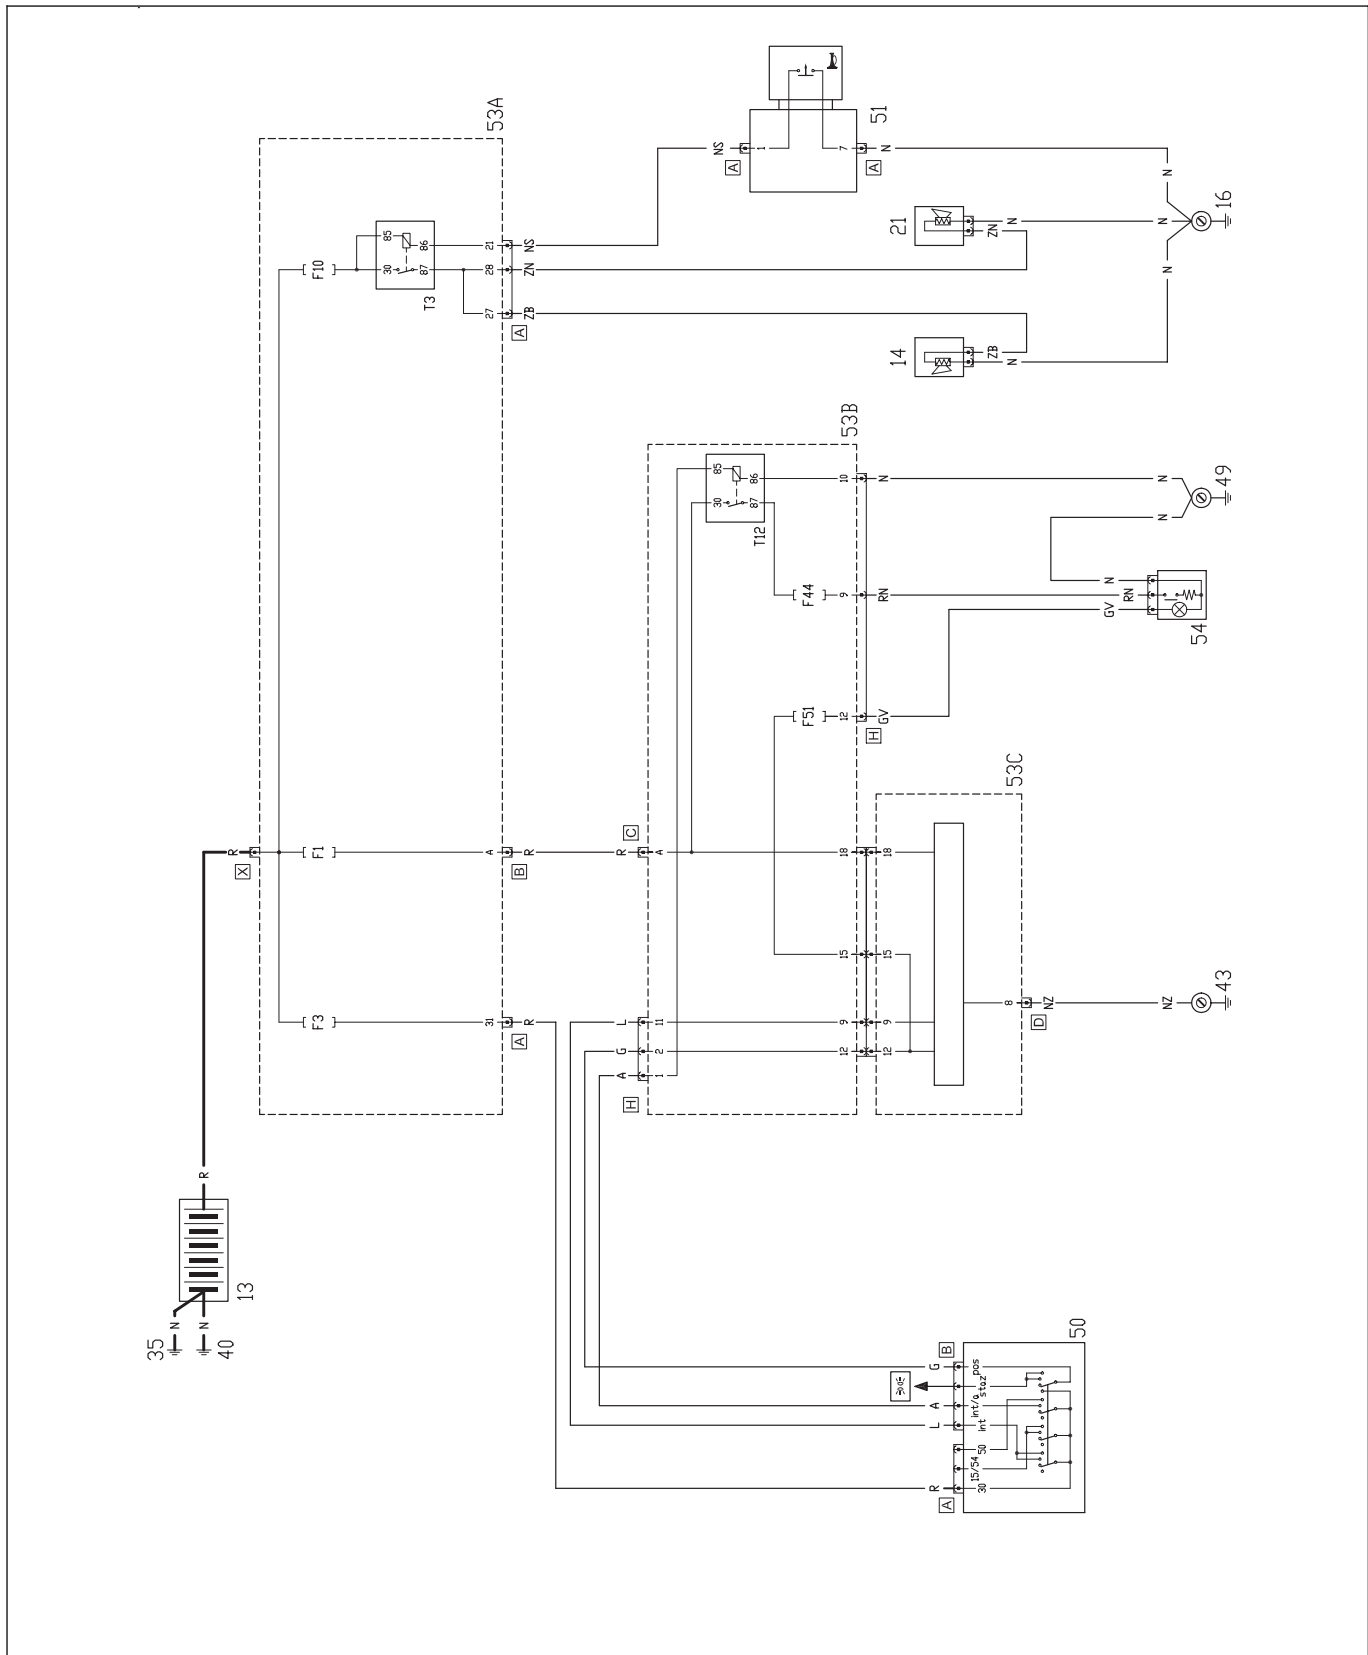 53A
X
R
F10
F1
F3
T3
85
30
86
87
21
28
27
A
31
A
B
A
NS
ZN
ZB
R
R
NS
A
1
7
A
N
51
N
N
N
N
16
21
N
ZN
14
ZB
N
53B
C
R
A
T12
85
30
86
87
F44
F51
10
9
12
H
N
RN
GV
N
N
49
N
RN
GV
54
H
L
G
A
11
2
1
18
15
9
12
53C
18
15
9
12
8
D
NZ
NZ
43
R
13
N
N
35
40
50
B
G
A
L
R
A
pos
staz
int/a
int
50
15/54
30